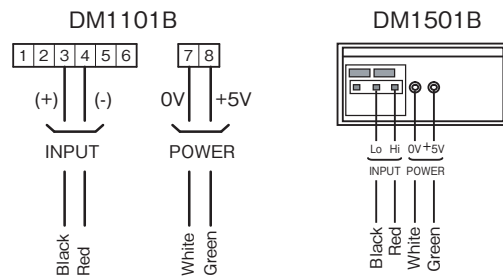 DM1101B
1 2 3 4 5 6
7 8
(+) (-)
0V +5V
INPUT
POWER
Black
Red
White
Green
DM1501B
Lo Hi 0V +5V
INPUT POWER
Black
Red
White
Green